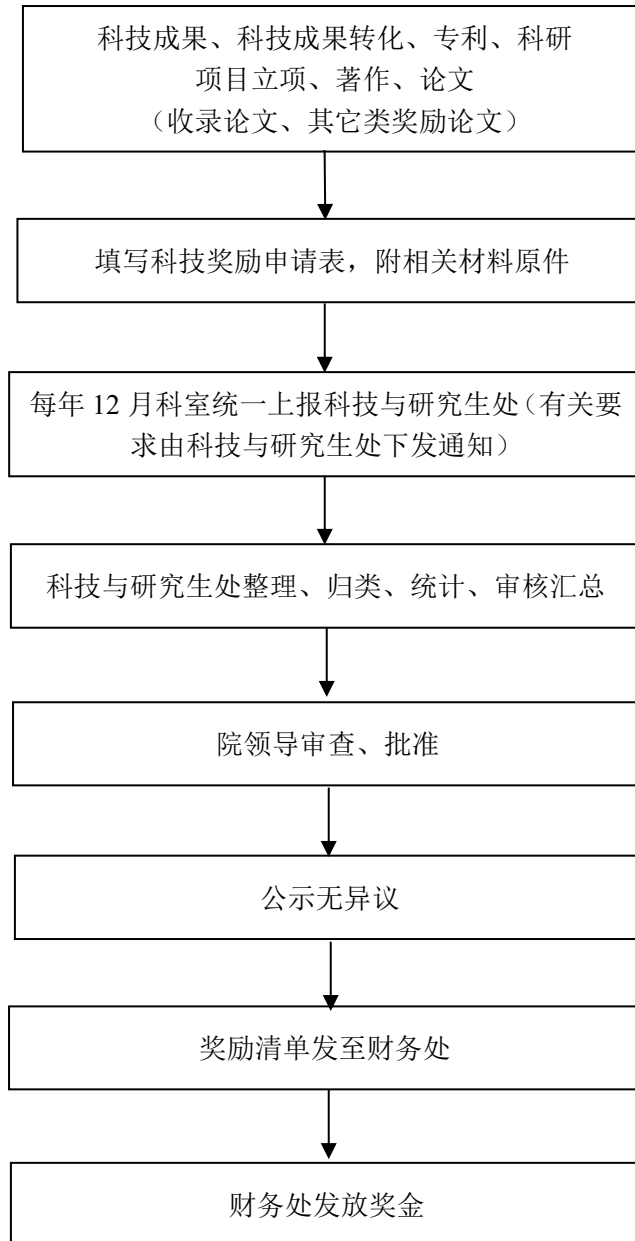 科技成果、科技成果转化、专利、科研
项目立项、著作、论文
（收录论文、其它类奖励论文）
填写科技奖励申请表，附相关材料原件
每年 12 月科室统一上报科技与研究生处（有关要
求由科技与研究生处下发通知）
科技与研究生处整理、归类、统计、审核汇总
院领导审查、批准
公示无异议
奖励清单发至财务处
财务处发放奖金